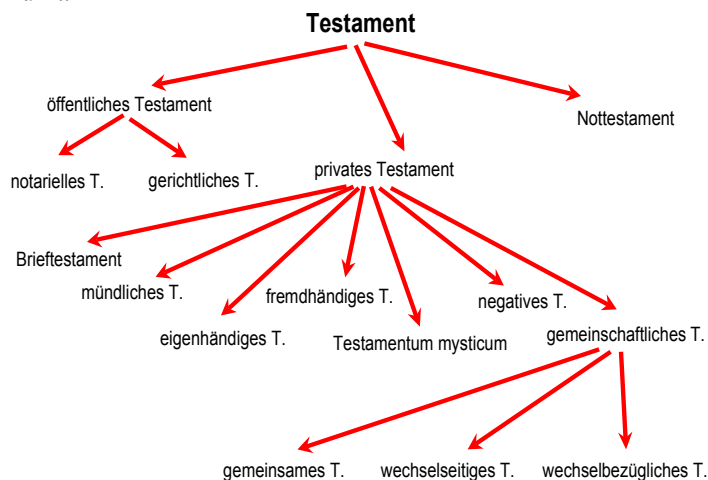 Testament
öffentliches Testament
Nottestament
notarielles T.
gerichtliches T.
privates Testament
Brieftestament
mündliches T.
fremdhändiges T.
negatives T.
eigenhändiges T.
Testamentum mysticum
gemeinschaftliches T.
gemeinsames T.
wechselseitiges T.
wechselbezügliches T.